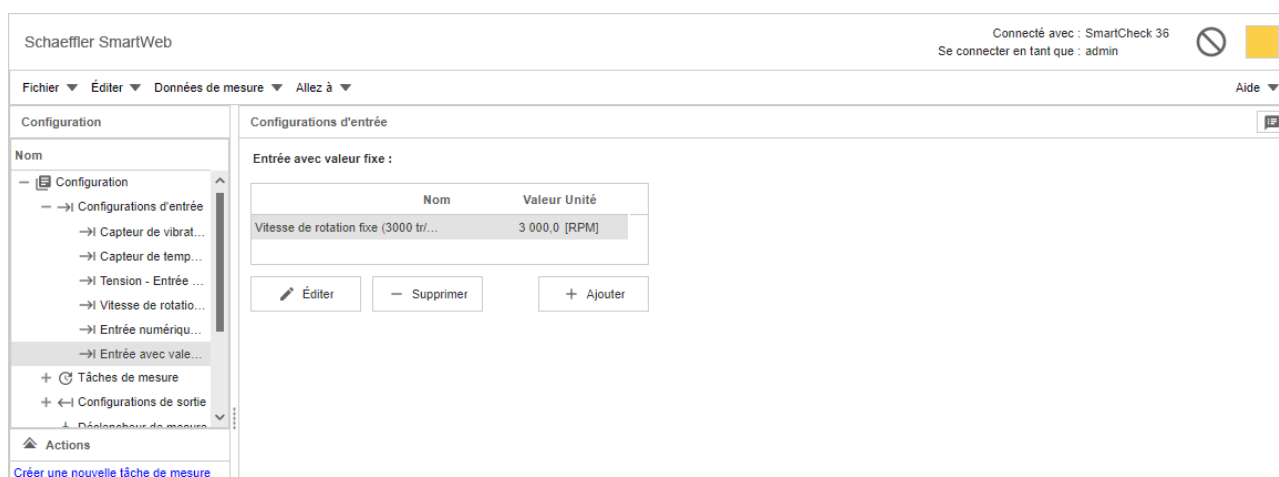 Schaeffler SmartWeb
Connecté avec : SmartCheck 36
Se connecter en tant que : admin
Fichier Éditer Données de mesure Allez à Aide
Configuration
Nom
Configuration
Configurations d'entrée
Capteur de vibrat...
Capteur de temp...
Tension - Entrée ...
Vitesse de rotatio...
Entrée numériqu...
Entrée avec vale...
Tâches de mesure
Configurations de sortie
Déclencheur de mesure
Actions
Créer une nouvelle tâche de mesure
Configurations d'entrée
Entrée avec valeur fixe :
Nom Valeur Unité
Vitesse de rotation fixe (3000 tr/... 3 000,0 [RPM]
Éditer Supprimer Ajouter